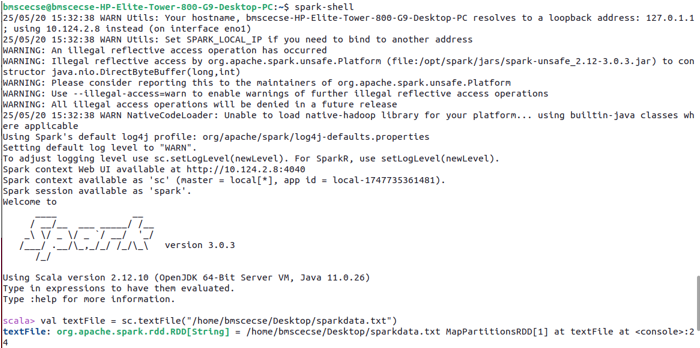 bmscecse@bmscecse-HP-Elite-Tower-800-G9-Desktop-PC:~$ spark-shell
25/05/20 15:32:38 WARN Utils: Your hostname, bmscecse-HP-Elite-Tower-800-G9-Desktop-PC resolves to a loopback address: 127.0.1.1
; using 10.124.2.8 instead (on interface eno1)
25/05/20 15:32:38 WARN Utils: Set SPARK_LOCAL_IP if you need to bind to another address
WARNING: An illegal reflective access operation has occurred
WARNING: Illegal reflective access by org.apache.spark.unsafe.Platform (file:/opt/spark/jars/spark-unsafe_2.12-3.0.3.jar) to con
structor java.nio.DirectByteBuffer(long,int)
WARNING: Please consider reporting this to the maintainers of org.apache.spark.unsafe.Platform
WARNING: Use --illegal-access=warn to enable warnings of further illegal reflective access operations
WARNING: All illegal access operations will be denied in a future release
25/05/20 15:32:38 WARN NativeCodeLoader: Unable to load native-hadoop library for your platform... using builtin-java classes wh
ere applicable
Using Spark's default log4j profile: org/apache/spark/log4j-defaults.properties
Setting default log level to "WARN".
To adjust logging level use sc.setLogLevel(newLevel). For SparkR, use setLogLevel(newLevel).
Spark context Web UI available at http://10.124.2.8:4040
Spark context available as 'sc' (master = local[*], app id = local-1747735361481).
Spark session available as 'spark'.
Welcome to
      ____              __
     / __/__  ___ _____/ /__
    _\ \/ _ \/ _ `/ __/  '_/
   /___/ .__/\_,_/_/ /_/\_\   version 3.0.3
      /_/
Using Scala version 2.12.10 (OpenJDK 64-Bit Server VM, Java 11.0.26)
Type in expressions to have them evaluated.
Type :help for more information.
scala> val textFile = sc.textFile("/home/bmscecse/Desktop/sparkdata.txt")
textFile: org.apache.spark.rdd.RDD[String] = /home/bmscecse/Desktop/sparkdata.txt MapPartitionsRDD[1] at textFile at <console>:2
4